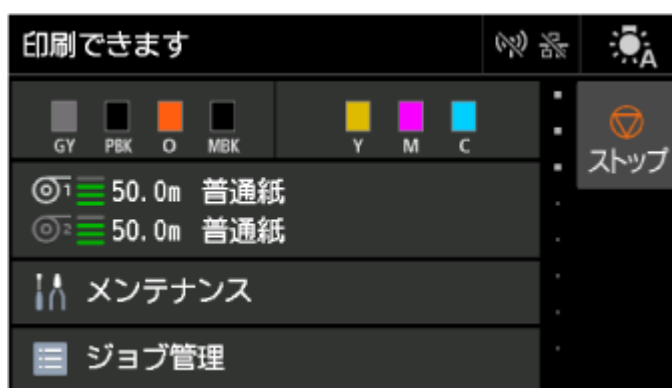 印刷できます
A
GY PBK O MBK Y M C
ストップ
1 50.0m 普通紙
2 50.0m 普通紙
メンテナンス
ジョブ管理